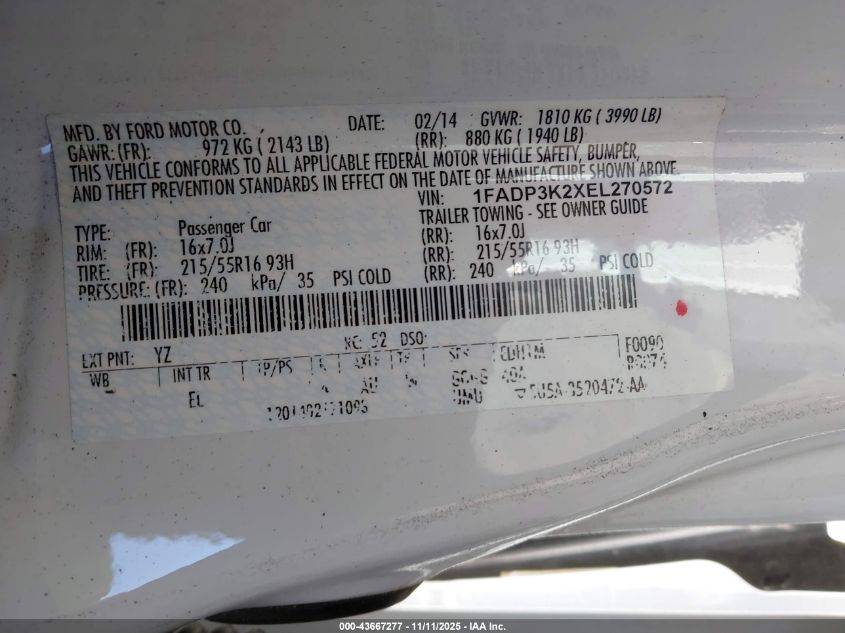 MFD. BY FORD MOTOR CO. DATE: 02/14 GVWR: 1810 KG ( 3990 LB)
GAWR: (FR): 972 KG ( 2143 LB) (RR): 880 KG ( 1940 LB)
THIS VEHICLE CONFORMS TO ALL APPLICABLE FEDERAL MOTOR VEHICLE SAFETY, BUMPER,
AND THEFT PREVENTION STANDARDS IN EFFECT ON THE DATE OF MANUFACTURE SHOWN ABOVE.
VIN: 1FADP3K2XEL270572
TYPE: Passenger Car TRAILER TOWING - SEE OWNER GUIDE
RIM: (FR): 16x7.0J (RR): 16x7.0J
TIRE: (FR): 215/55R16 93H (RR): 215/55R16 93H
PRESSURE: (FR): 240 kPa/ 35 PSI COLD (RR): 240 kPa/ 35 PSI COLD
EXT PNT: YZ RC: 52 DSO: F0090
WB INT TR TP/PS
EL
000-43667277 - 11/11/2025 - IAA Inc.